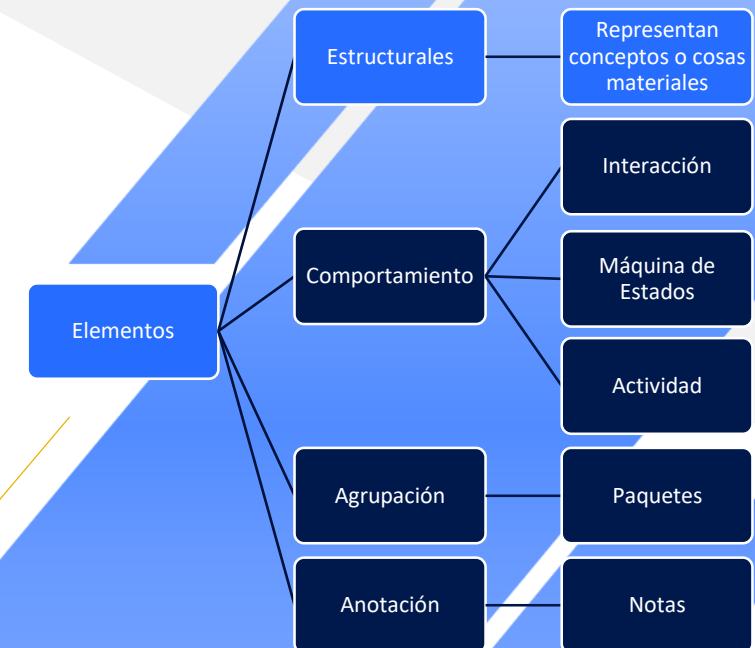 Elementos
Estructurales
Representan
conceptos o cosas
materiales
Comportamiento
Interacción
Máquina de
Estados
Actividad
Agrupación
Paquetes
Anotación
Notas